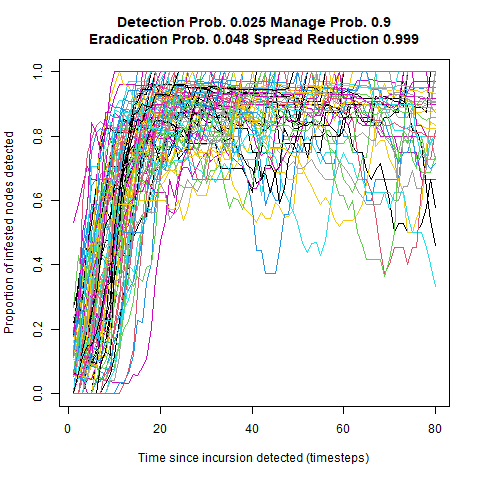 Detection Prob. 0.025 Manage Prob. 0.9
Eradication Prob. 0.048 Spread Reduction 0.999
Proportion of infested nodes detected
1.0
0.8
0.6
0.4
0.2
0.0
0 20 40 60 80
Time since incursion detected (timesteps)